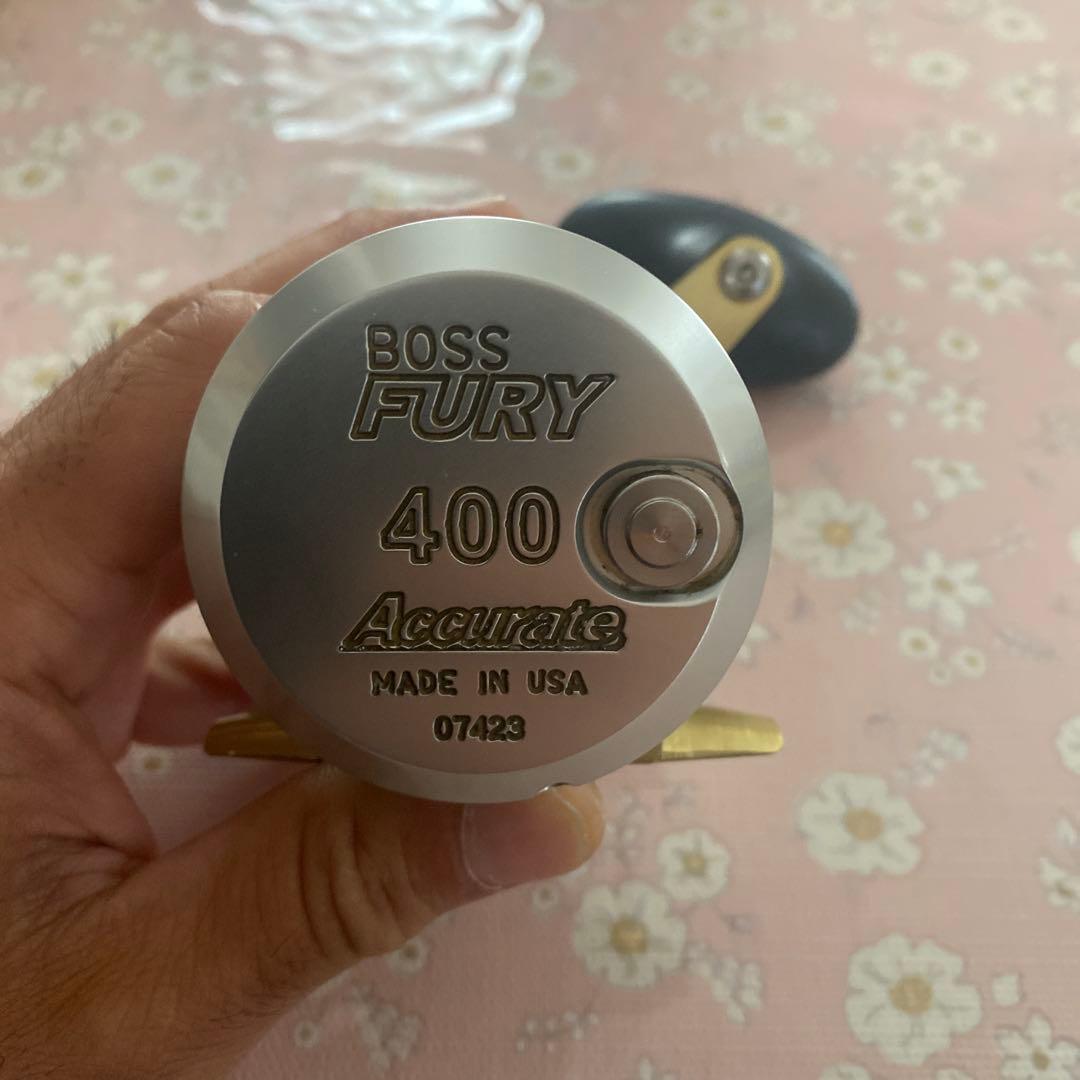 BOSS
FURY
400
Accurate
MADE IN USA
07423